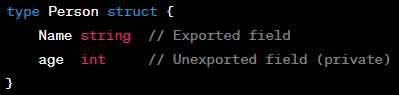 type Person struct {
    Name string  // Exported field
    age  int     // Unexported field (private)
}